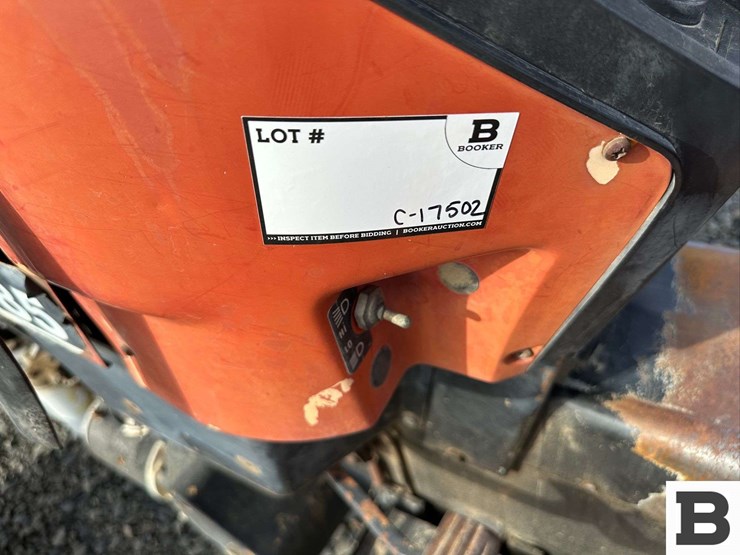 LOT #
B
BOOKER
C-17502
>>> INSPECT ITEM BEFORE BIDDING | BOOKERAUCTION.COM
B